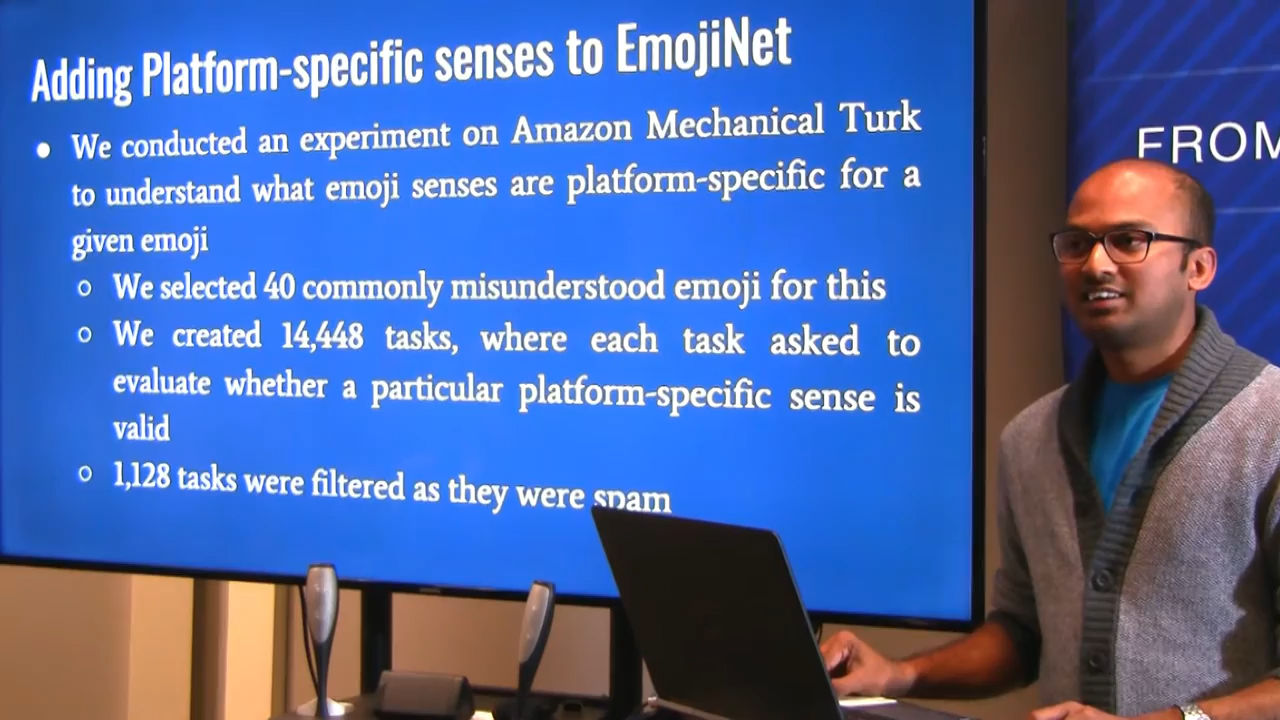 Adding Platform-specific senses to EmojiNet
● We conducted an experiment on Amazon Mechanical Turk
to understand what emoji senses are platform-specific for a
given emoji
○ We selected 40 commonly misunderstood emoji for this
○ We created 14,448 tasks, where each task asked to
evaluate whether a particular platform-specific sense is
valid
○ 1,128 tasks were filtered as they were spam
FROM